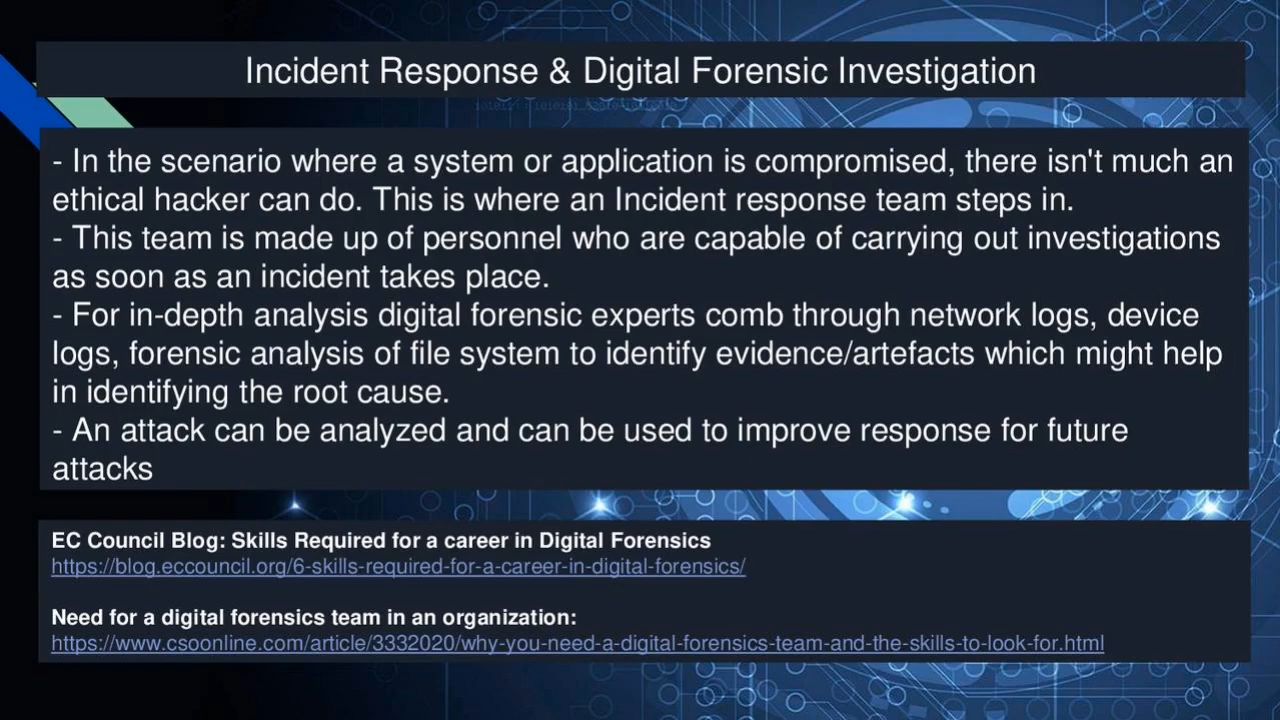 Incident Response & Digital Forensic Investigation
- In the scenario where a system or application is compromised, there isn't much an
ethical hacker can do. This is where an Incident response team steps in.
- This team is made up of personnel who are capable of carrying out investigations
as soon as an incident takes place.
- For in-depth analysis digital forensic experts comb through network logs, device
logs, forensic analysis of file system to identify evidence/artefacts which might help
in identifying the root cause.
- An attack can be analyzed and can be used to improve response for future
attacks
EC Council Blog: Skills Required for a career in Digital Forensics
https://blog.eccouncil.org/6-skills-required-for-a-career-in-digital-forensics/
Need for a digital forensics team in an organization:
https://www.csoonline.com/article/3332020/why-you-need-a-digital-forensics-team-and-the-skills-to-look-for.html